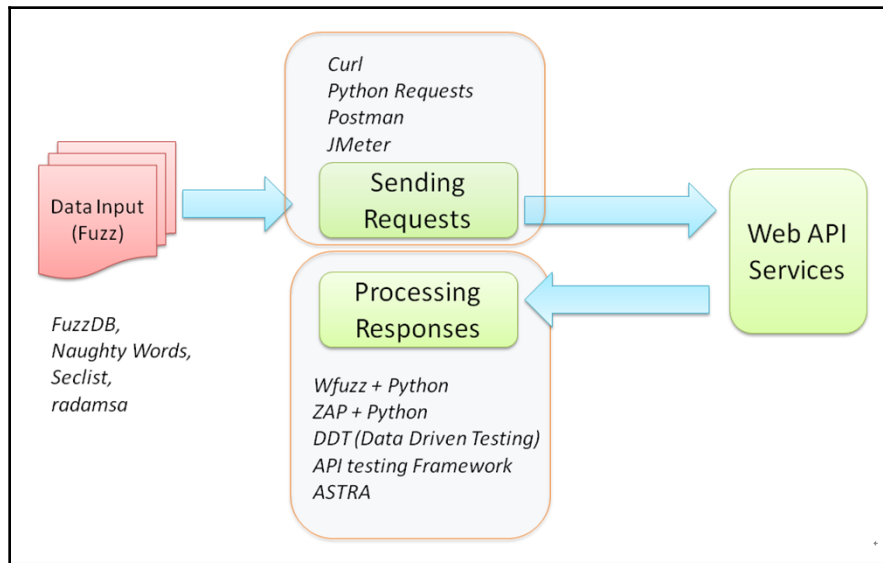 Curl
Python Requests
Postman
JMeter
Sending
Requests
Data Input
(Fuzz)
Web API
Services
Processing
Responses
FuzzDB,
Naughty Words,
Seclist,
radamsa
Wfuzz + Python
ZAP + Python
DDT (Data Driven Testing)
API testing Framework
ASTRA